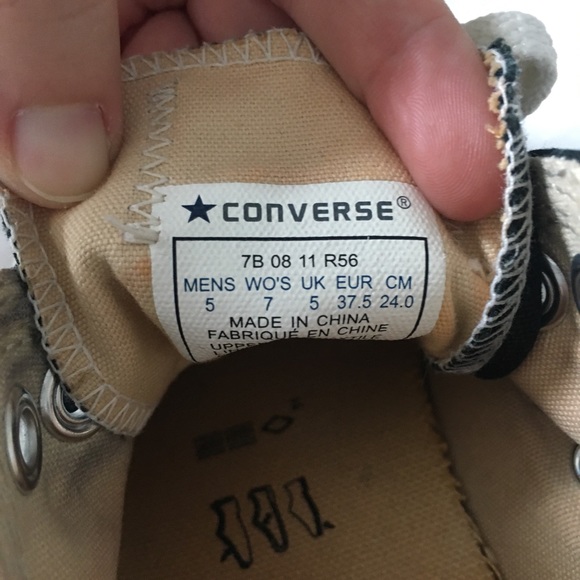 CONVERSE®
7B 08 11 R56
MENS WO'S UK EUR CM
5 7 5 37.5 24.0
MADE IN CHINA
FABRIQUÉ EN CHINE